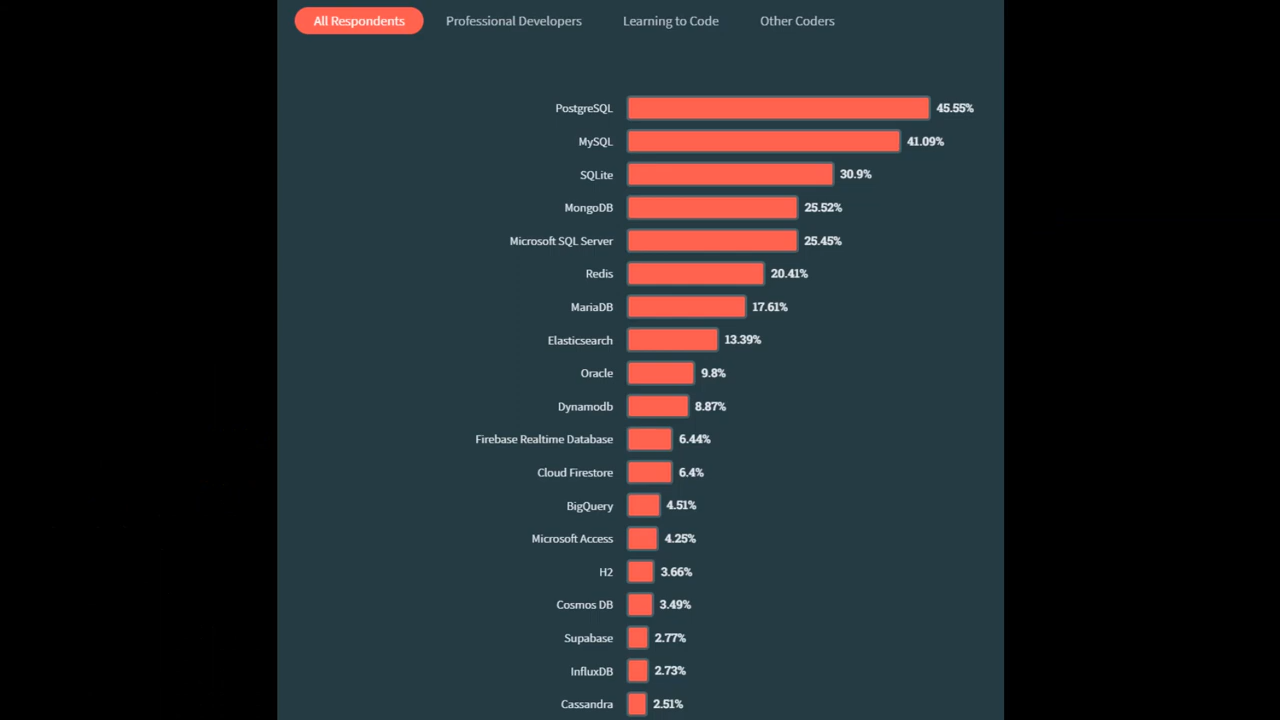 All Respondents Professional Developers Learning to Code Other Coders
PostgreSQL 45.55%
MySQL 41.09%
SQLite 30.9%
MongoDB 25.52%
Microsoft SQL Server 25.45%
Redis 20.41%
MariaDB 17.61%
Elasticsearch 13.39%
Oracle 9.8%
Dynamodb 8.87%
Firebase Realtime Database 6.44%
Cloud Firestore 6.4%
BigQuery 4.51%
Microsoft Access 4.25%
H2 3.66%
Cosmos DB 3.49%
Supabase 2.77%
InfluxDB 2.73%
Cassandra 2.51%